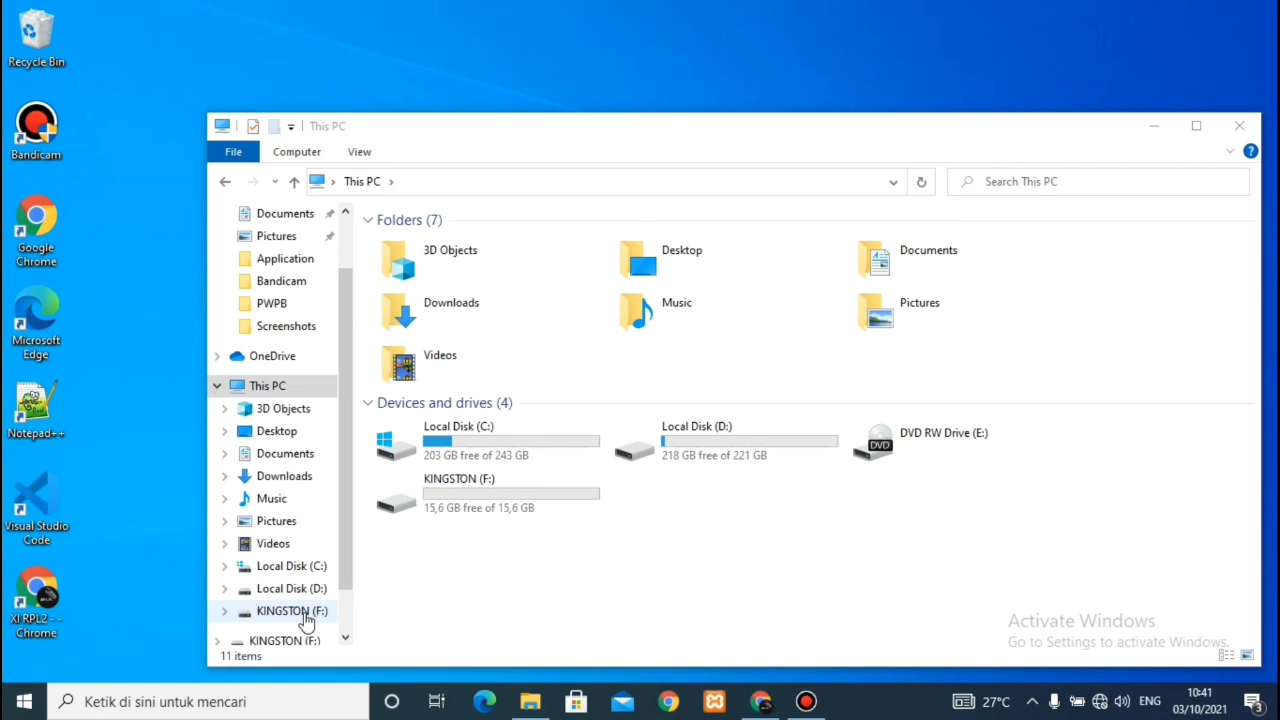 Recycle Bin
Bandicam
Google
Chrome
Microsoft
Edge
Notepad++
Visual Studio
Code
XI RPL2 - -
Chrome
This PC
File
Computer
View
This PC
Search This PC
Documents
Pictures
Application
Bandicam
PWPB
Screenshots
OneDrive
This PC
3D Objects
Desktop
Documents
Downloads
Music
Pictures
Videos
Local Disk (C:)
Local Disk (D:)
KINGSTON (F:)
KINGSTON (F:)
Folders (7)
3D Objects
Desktop
Documents
Downloads
Music
Pictures
Videos
Devices and drives (4)
Local Disk (C:)
203 GB free of 243 GB
Local Disk (D:)
218 GB free of 221 GB
DVD RW Drive (E:)
DVD
KINGSTON (F:)
15,6 GB free of 15,6 GB
Activate Windows
Go to Settings to activate Windows.
11 items
Ketik di sini untuk mencari
27°C
ENG
10:41
03/10/2021
3